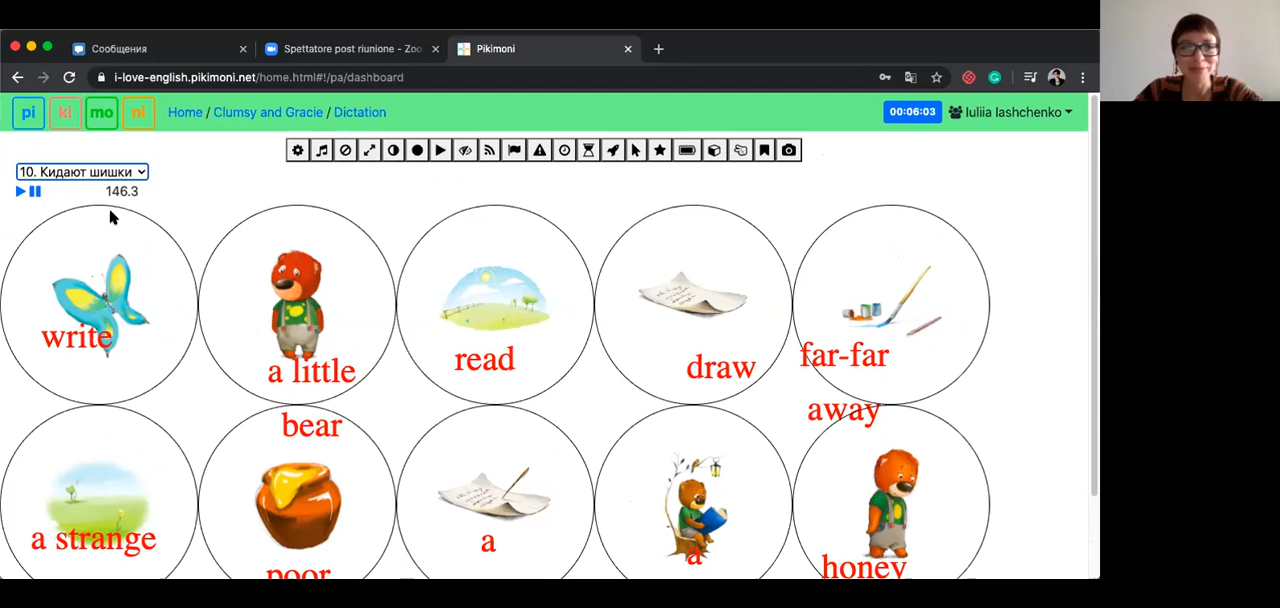 Сообщения
Spettatore post riunione - Zoo
Pikimoni
i-love-english.pikimoni.net/home.html#!/pa/dashboard
pi ki mo ni
Home / Clumsy and Gracie / Dictation
00:06:03
Iuliia Iashchenko
10. Кидают шишки
146.3
write
a little
bear
read
draw
far-far
away
a strange
poor
a
a
honey